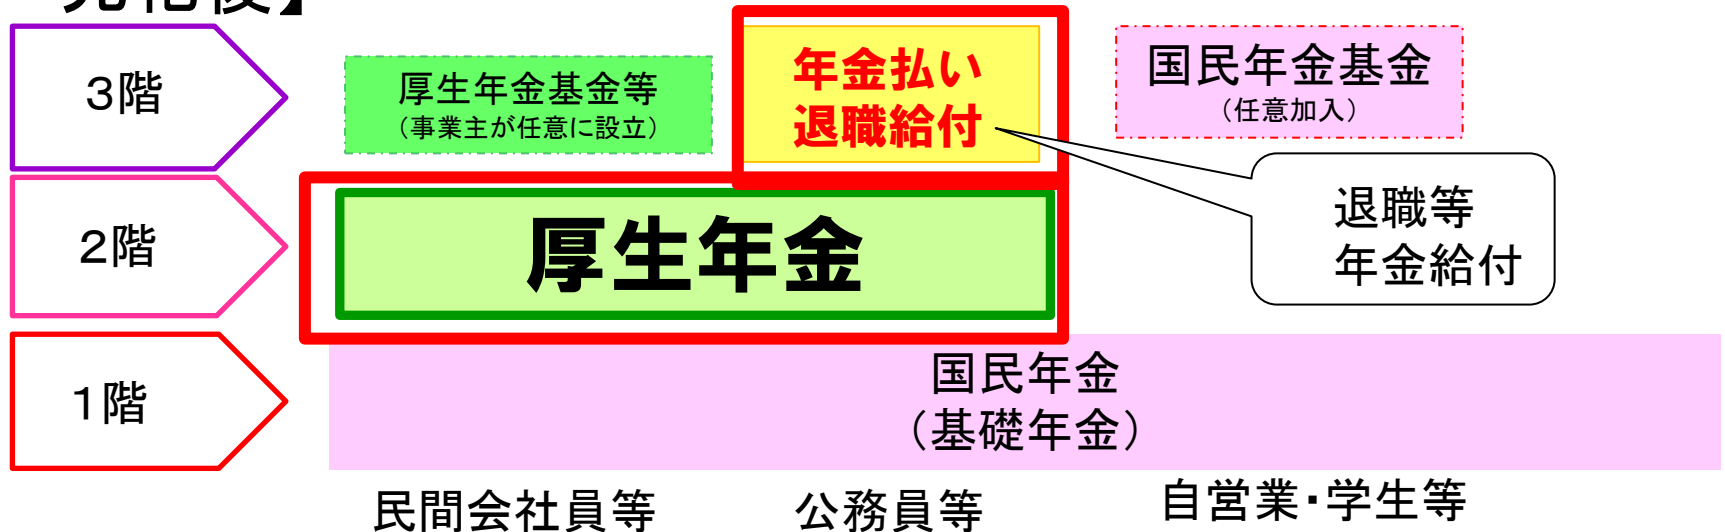 元化後】
３階
厚生年金基金等
（事業主が任意に設立）
年金払い
退職給付
国民年金基金
（任意加入）
退職等
年金給付
２階
厚生年金
１階
国民年金
（基礎年金）
民間会社員等
公務員等
自営業・学生等